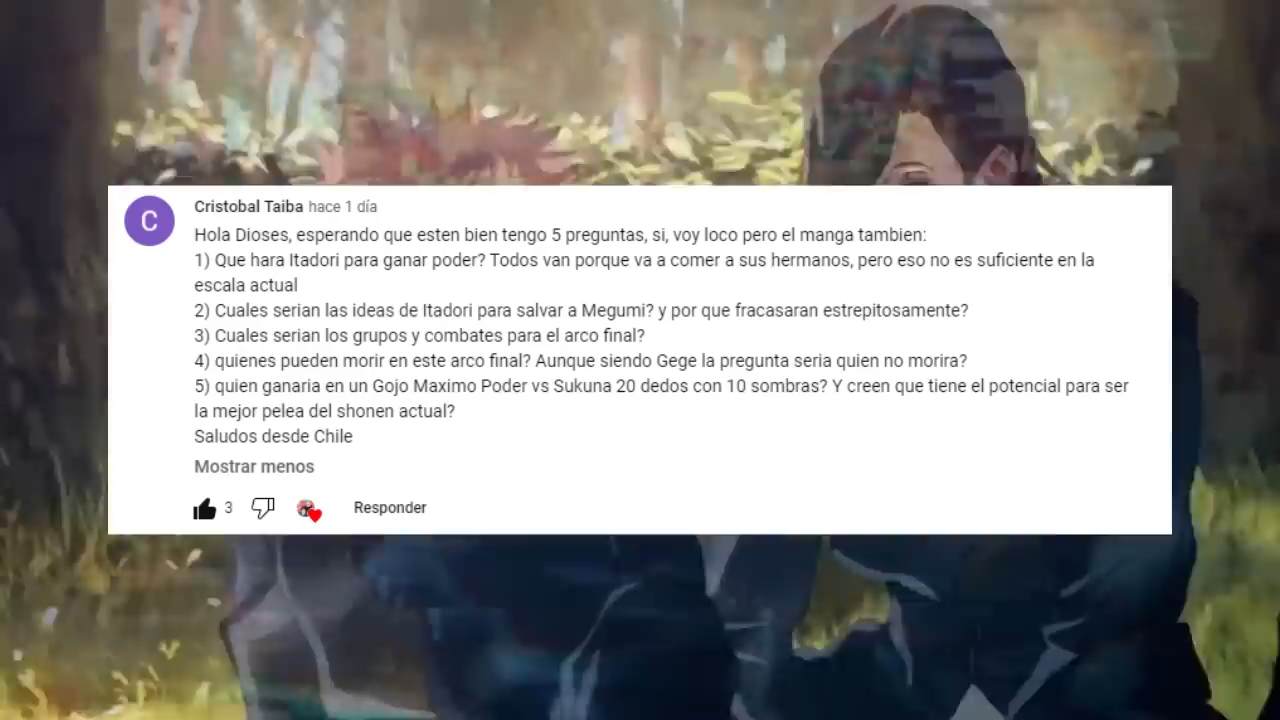 C
Cristobal Taiba hace 1 día
Hola Dioses, esperando que esten bien tengo 5 preguntas, si, voy loco pero el manga tambien:
1) Que hara Itadori para ganar poder? Todos van porque va a comer a sus hermanos, pero eso no es suficiente en la
escala actual
2) Cuales serian las ideas de Itadori para salvar a Megumi? y por que fracasaran estrepitosamente?
3) Cuales serian los grupos y combates para el arco final?
4) quienes pueden morir en este arco final? Aunque siendo Gege la pregunta seria quien no morira?
5) quien ganaria en un Gojo Maximo Poder vs Sukuna 20 dedos con 10 sombras? Y creen que tiene el potencial para ser
la mejor pelea del shonen actual?
Saludos desde Chile
Mostrar menos
3 Responder